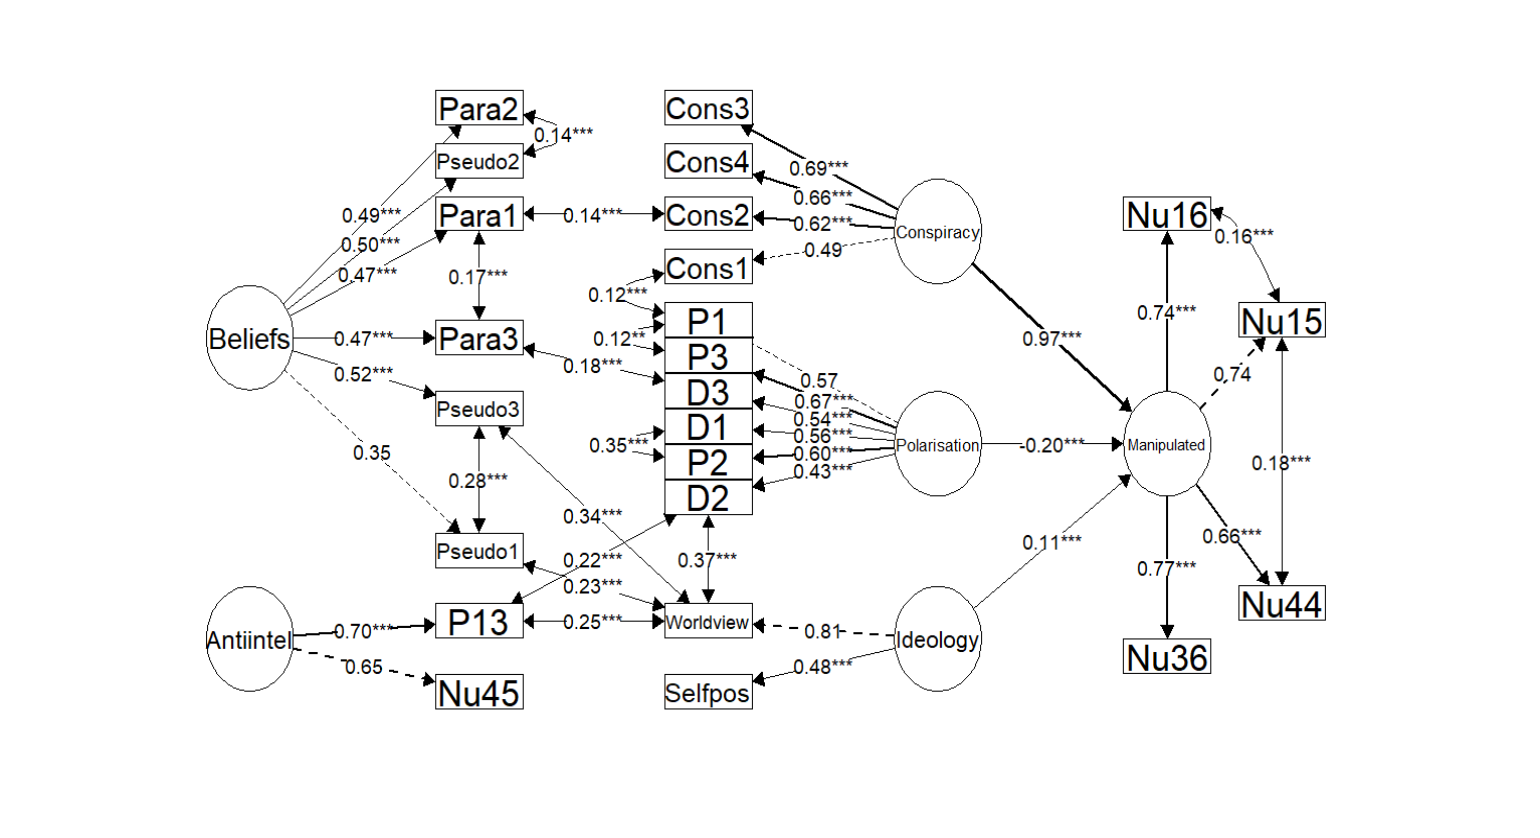 Para2
Cons3
0.14***
Pseudo2
Cons4
0.69***
0.66***
Para1
0.14***
Cons2
0.62***
Conspiracy
Nu16
0.16***
0.49***
0.50***
0.47***
0.17***
Cons1
0.49
0.12***
Beliefs
0.47***
Para3
0.12**
0.18***
P1
P3
D3
D1
P2
D2
0.35***
0.57
0.67***
0.54***
0.56***
0.60***
0.43***
Polarisation
-0.20***
Manipulated
0.97***
0.74***
Nu15
0.74
0.18***
0.52***
Pseudo3
0.35
0.28***
0.34***
Pseudo1
0.22***
0.23***
0.37***
0.11***
0.66***
0.77***
Nu44
Antiintel
0.70***
P13
0.25***
Worldview
0.81
Ideology
0.65
Nu45
Selfpos
0.48***
Nu36